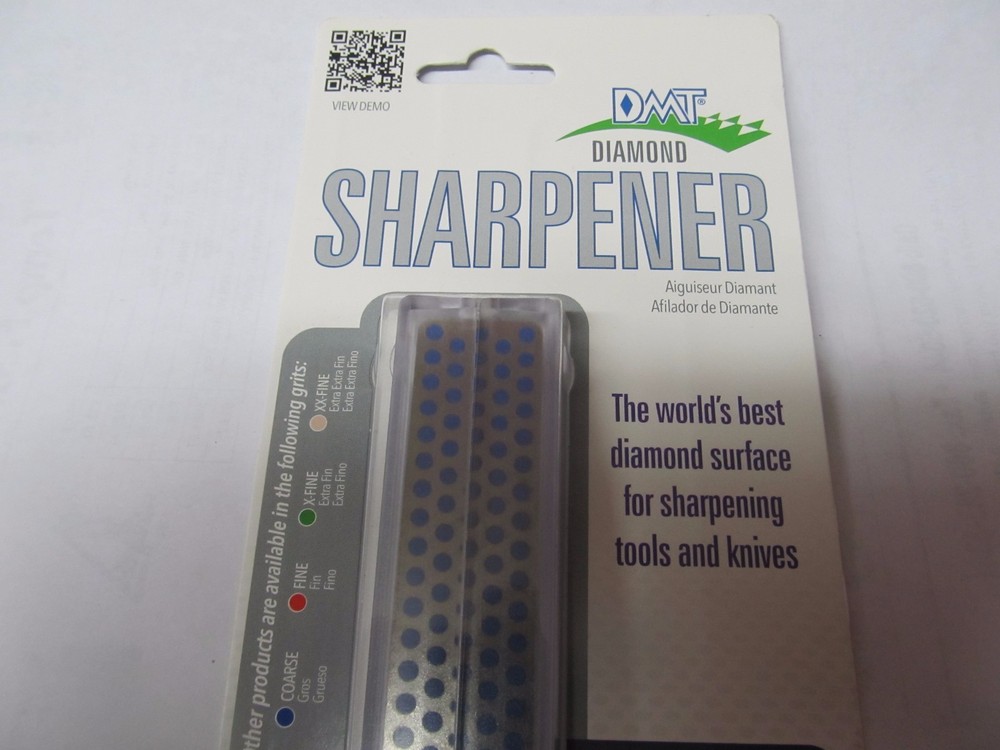 VIEW DEMO
DMT®
DIAMOND
SHARPENER
Aiguiseur Diamant
Afilador de Diamante
The world's best
diamond surface
for sharpening
tools and knives
products are available in the following grits:
XX-FINE
Extra Extra Fin
Extra Extra Fino
X-FINE
Extra Fin
Extra Fino
FINE
Fin
Fino
COARSE
Gros
Grueso